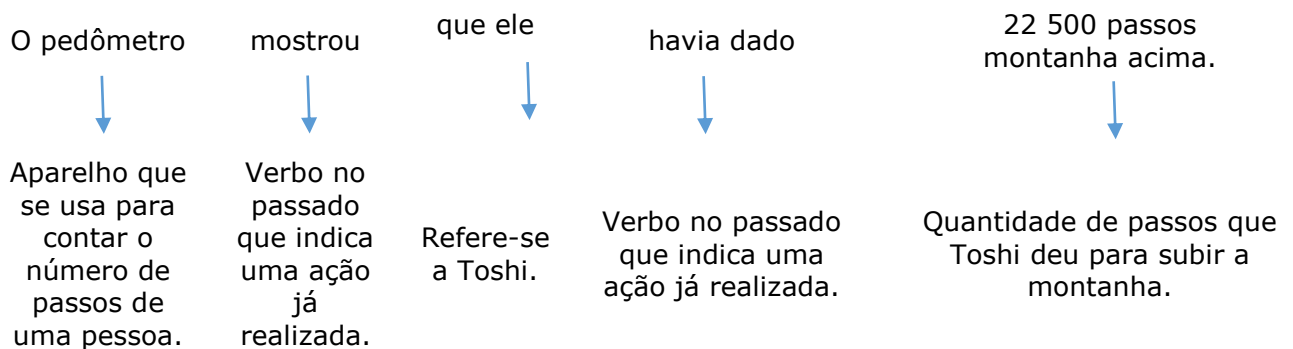 O pedômetro
mostrou
que ele
havia dado
22 500 passos
montanha acima.
Aparelho que
se usa para
contar o
número de
passos de
uma pessoa.
Verbo no
passado
que indica
uma ação
já
realizada.
Refere-se
a Toshi.
Verbo no passado
que indica uma
ação já realizada.
Quantidade de passos que
Toshi deu para subir a
montanha.